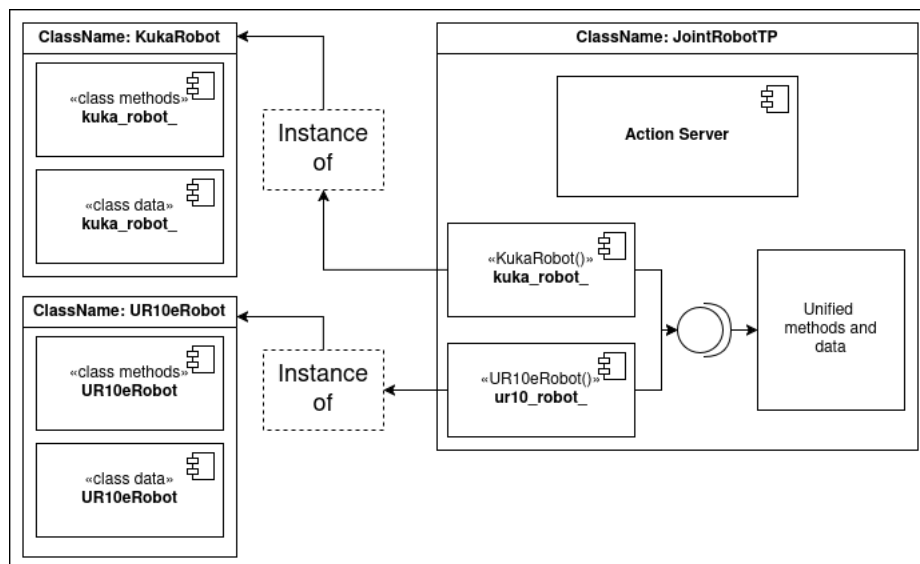 ClassName: KukaRobot
«class methods»
kuka_robot_
«class data»
kuka_robot_
ClassName: UR10eRobot
«class methods»
UR10eRobot
«class data»
UR10eRobot
Instance
of
Instance
of
ClassName: JointRobotTP
Action Server
«KukaRobot()»
kuka_robot_
«UR10eRobot()»
ur10_robot_
Unified
methods and
data